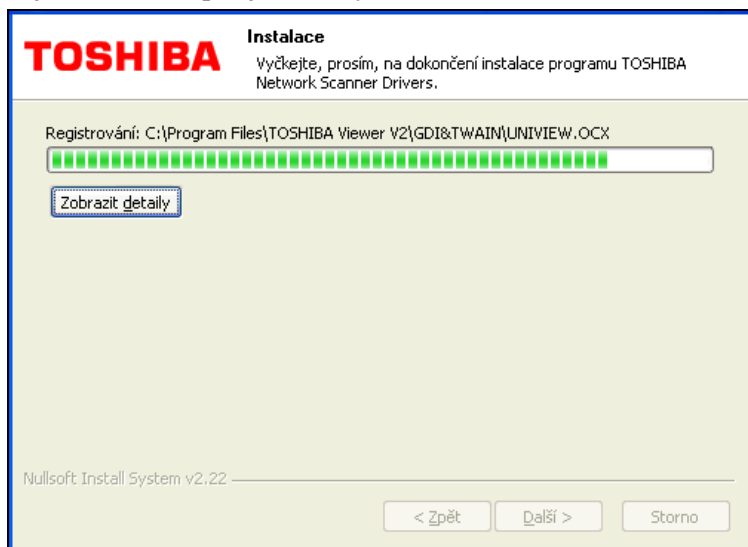 TOSHIBA
Instalace
Vyčkejte, prosím, na dokončení instalace programu TOSHIBA
Network Scanner Drivers.
Registrování: C:\Program Files\TOSHIBA Viewer V2\GDI&TWAIN\UNIVIEW.OCX
Zobrazit detaily
Nullsoft Install System v2.22
< Zpět
Další >
Storno